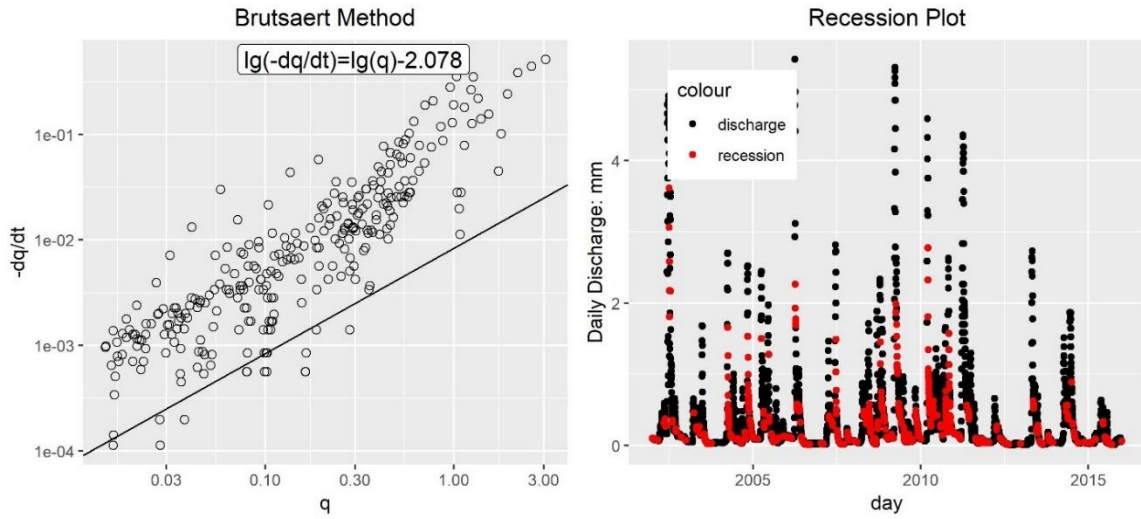 Brutsaert Method
lg(-dq/dt)=lg(q)-2.078
1e-01
1e-02
1e-03
1e-04
-dq/dt
0.03
0.10
0.30
1.00
3.00
q
Recession Plot
colour
discharge
recession
Daily Discharge: mm
4
2
0
2005
2010
2015
day